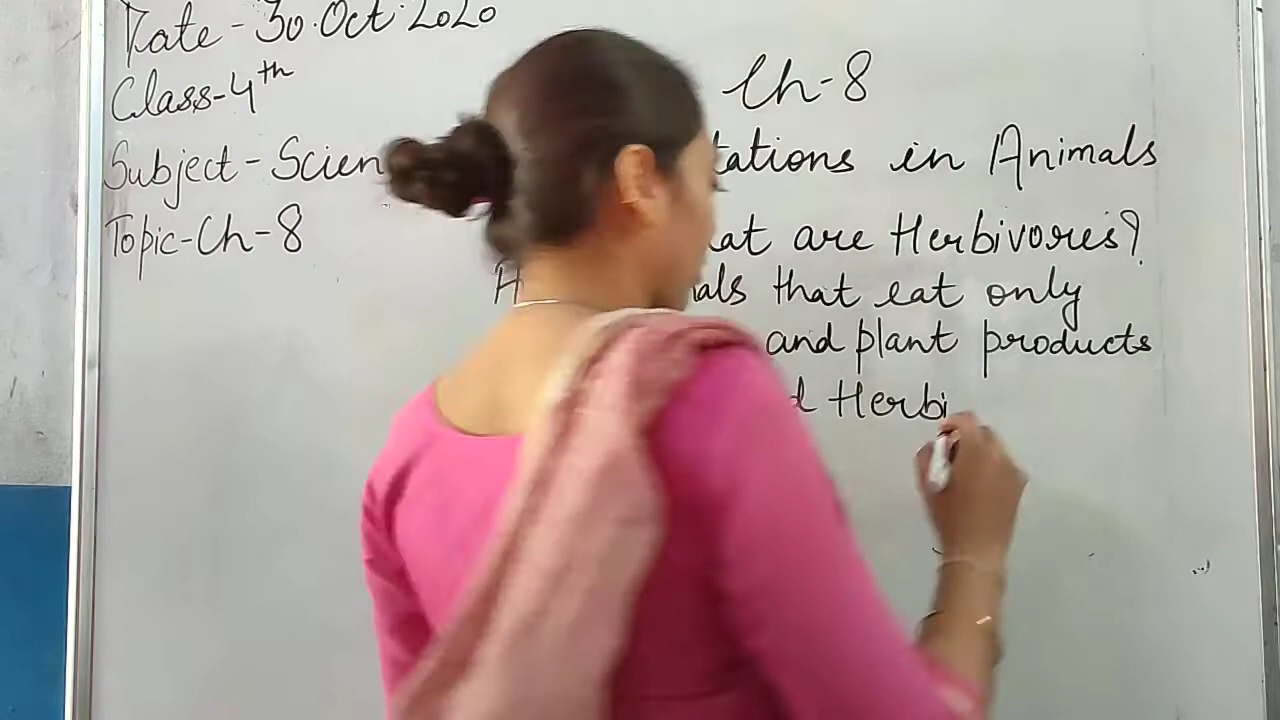 Date - 30.Oct.2020
Class-4th
Subject - Scien
Topic-Ch-8
Ch-8
tations in Animals
at are Herbivores?
als that eat only
and plant products
d Herbi